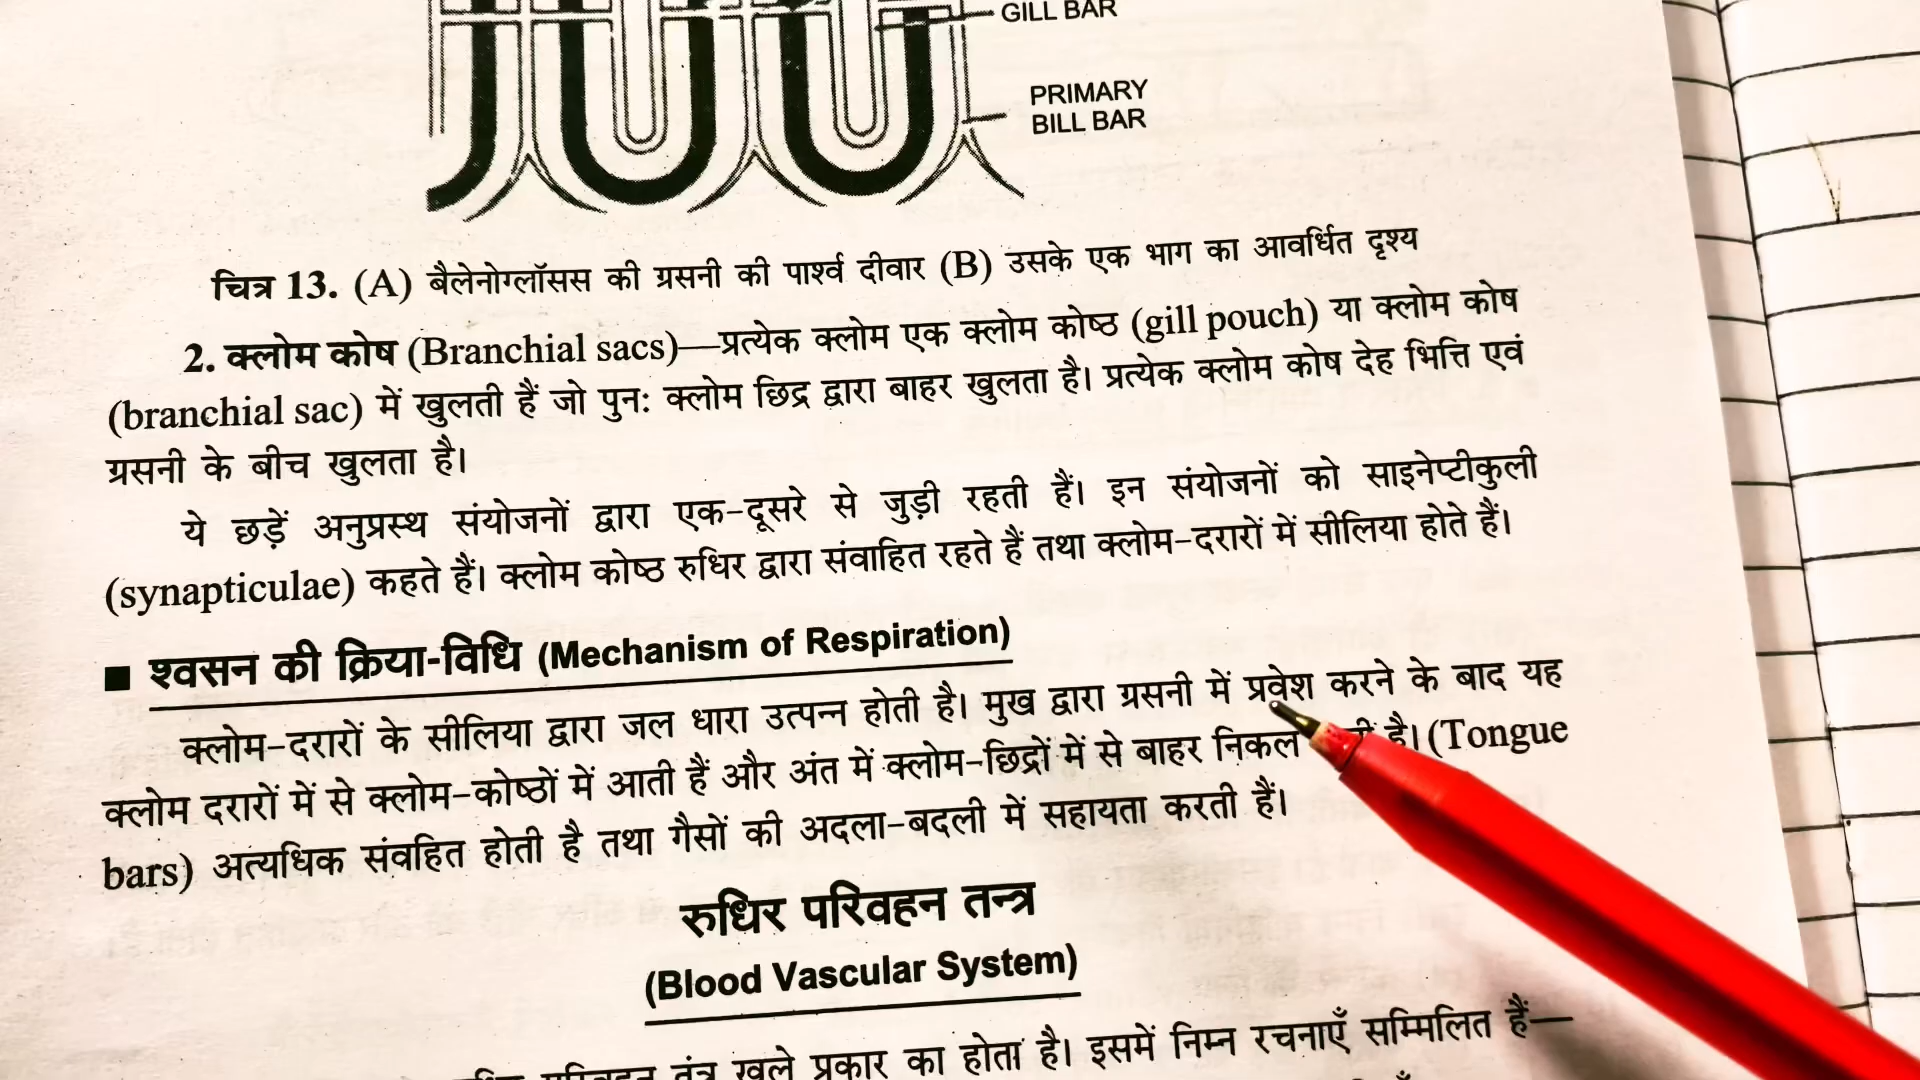 GILL BAR
PRIMARY
BILL BAR
चित्र 13. (A) बैलेनोग्लॉसस की ग्रसनी की पार्श्व दीवार (B) उसके एक भाग का आवर्धित दृश्य
2. क्लोम कोष (Branchial sacs)—प्रत्येक क्लोम एक क्लोम कोष्ठ (gill pouch) या क्लोम कोष
(branchial sac) में खुलती हैं जो पुनः क्लोम छिद्र द्वारा बाहर खुलता है। प्रत्येक क्लोम कोष देह भित्ति एवं
ग्रसनी के बीच खुलता है।
ये छड़ें अनुप्रस्थ संयोजनों द्वारा एक-दूसरे से जुड़ी रहती हैं। इन संयोजनों को साइनेप्टीकुली
(synapticulae) कहते हैं। क्लोम कोष्ठ रुधिर द्वारा संवाहित रहते हैं तथा क्लोम-दरारों में सीलिया होते हैं।
■ श्वसन की क्रिया-विधि (Mechanism of Respiration)
क्लोम-दरारों के सीलिया द्वारा जल धारा उत्पन्न होती है। मुख द्वारा ग्रसनी में प्रवेश करने के बाद यह
क्लोम दरारों में से क्लोम-कोष्ठों में आती हैं और अंत में क्लोम-छिद्रों में से बाहर निकल है। (Tongue
bars) अत्यधिक संवहित होती है तथा गैसों की अदला-बदली में सहायता करती हैं।
रुधिर परिवहन तन्त्र
(Blood Vascular System)
तंत्र खुले प्रकार का होता है। इसमें निम्न रचनाएँ सम्मिलित हैं—